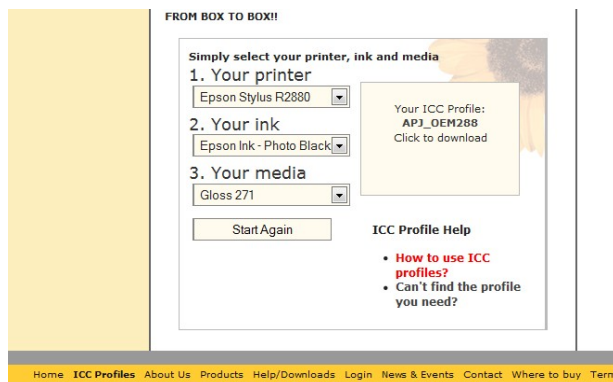 FROM BOX TO BOX!!
Simply select your printer, ink and media
1. Your printer
Epson Stylus R2880
2. Your ink
Epson Ink - Photo Black
3. Your media
Gloss 271
Start Again
Your ICC Profile:
APJ_OEM288
Click to download
ICC Profile Help
• How to use ICC
profiles?
• Can't find the profile
you need?
Home ICC Profiles About Us Products Help/Downloads Login News & Events Contact Where to buy Tern